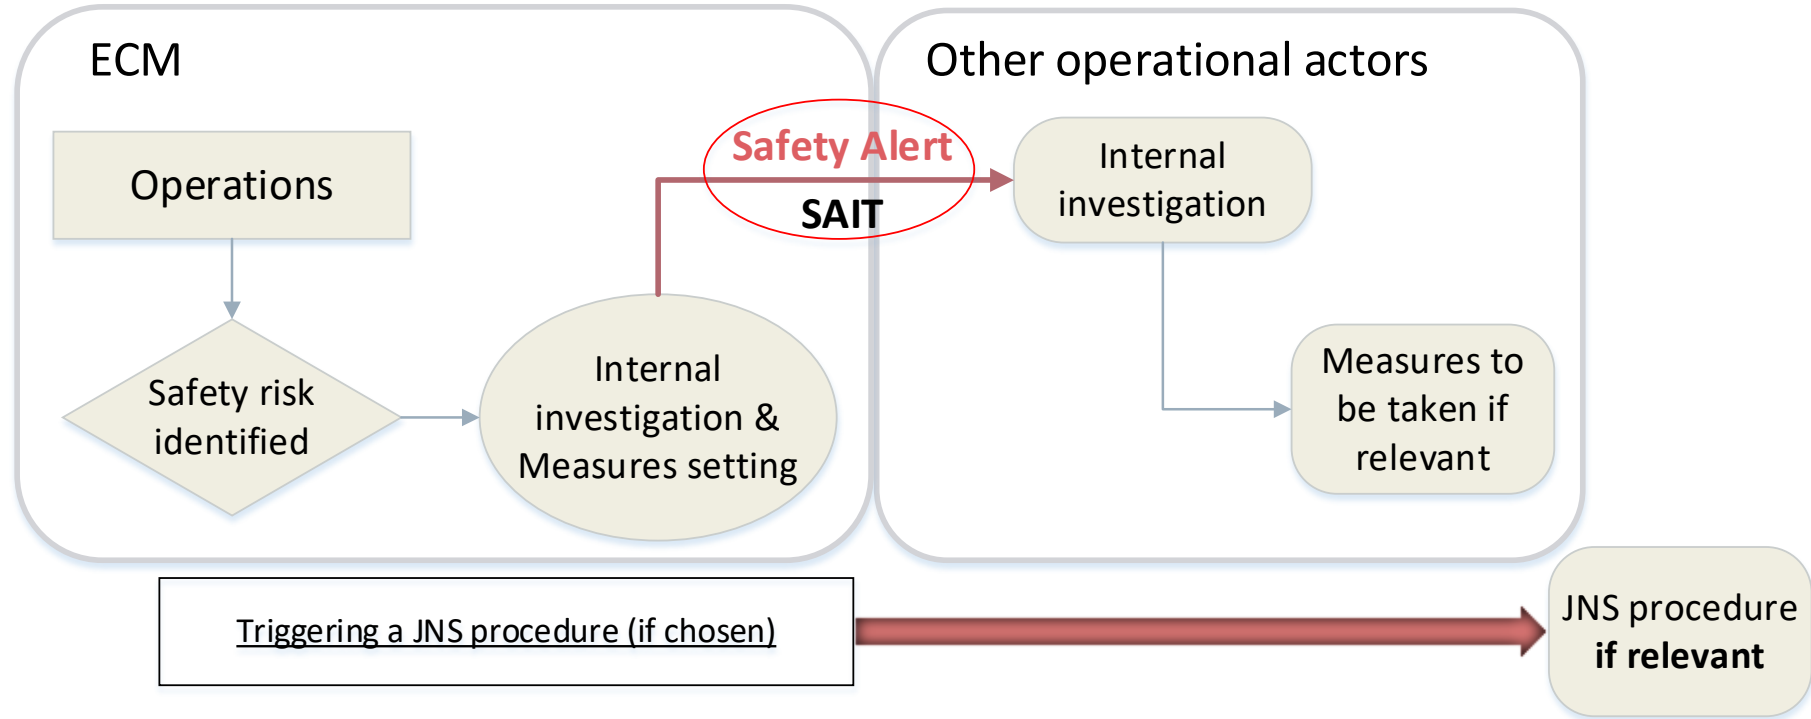 ECM
Operations
Safety risk
identified
Internal
investigation &
Measures setting
Safety Alert
SAIT
Other operational actors
Internal
investigation
Measures to
be taken if
relevant
Triggering a JNS procedure (if chosen)
JNS procedure
if relevant